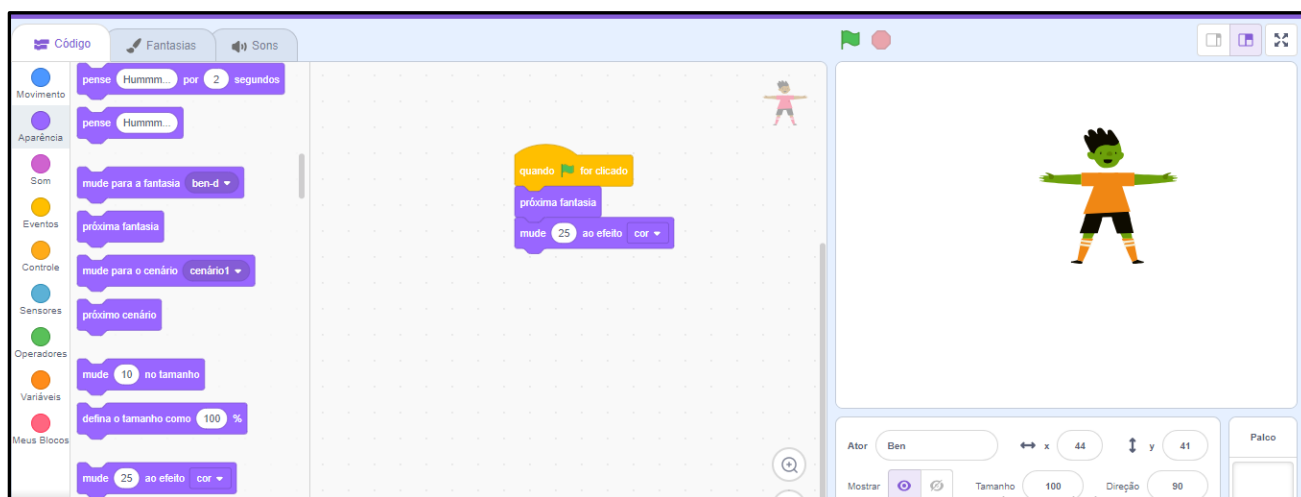 Código
Fantasias
Sons
Movimento
Aparência
Som
Eventos
Controle
Sensores
Operadores
Variáveis
Meus Blocos
pense Hummm... por 2 segundos
pense Hummm...
mude para a fantasia ben-d
próxima fantasia
mude para o cenário cenário1
próximo cenário
mude 10 no tamanho
defina o tamanho como 100 %
mude 25 ao efeito cor
quando for clicado
próxima fantasia
mude 25 ao efeito cor
Ator Ben x 44 y 41
Mostrar Tamanho 100 Direção 90
Palco